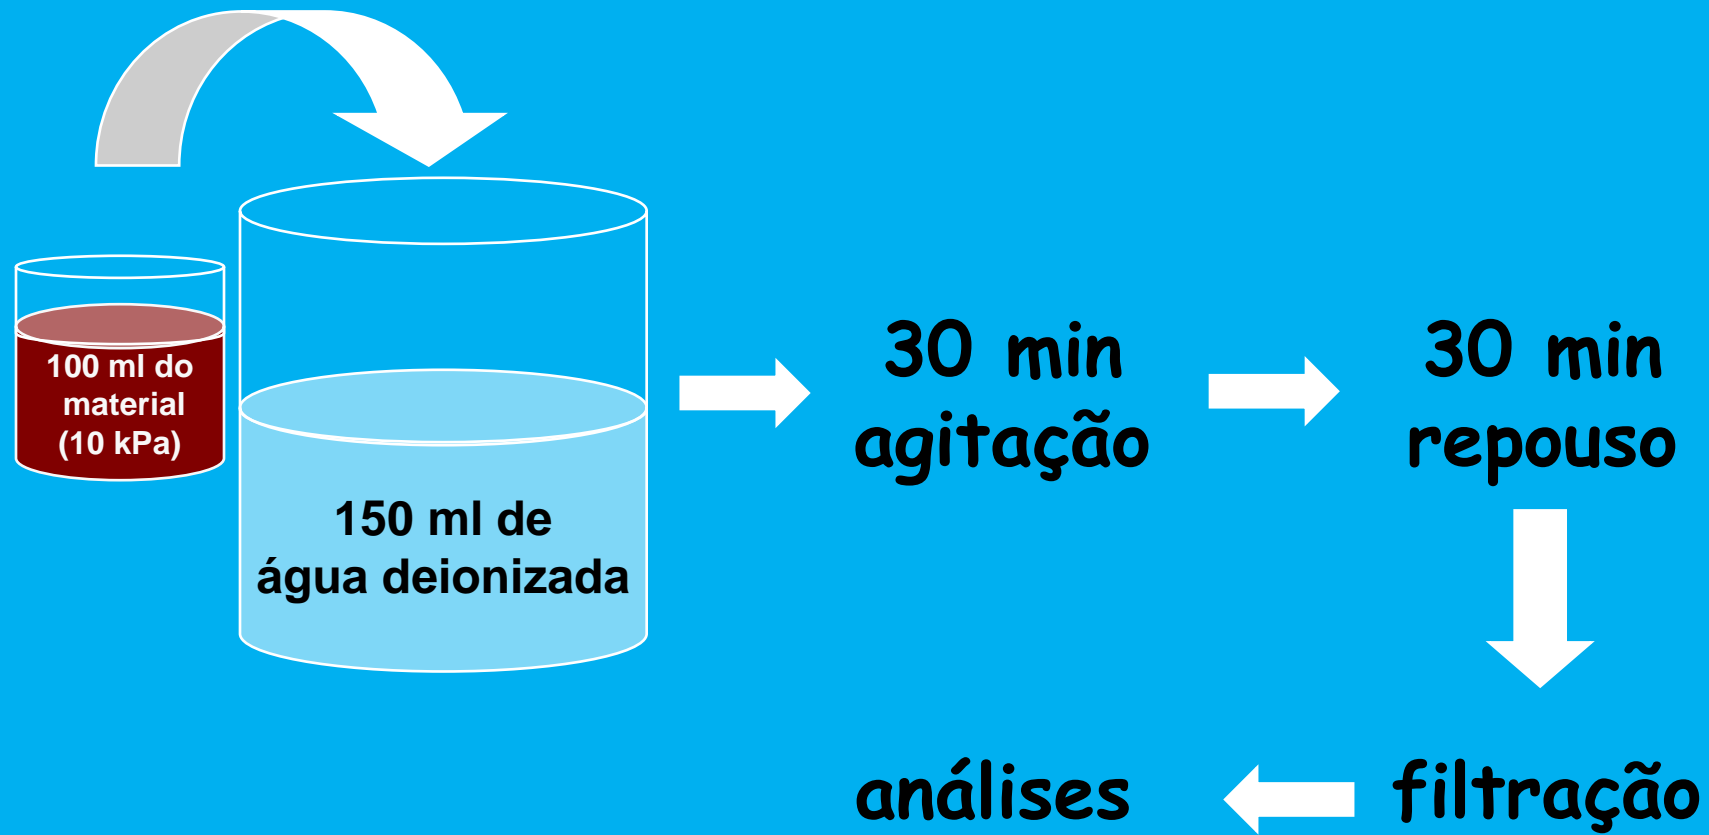 100 ml do
material
(10 kPa)
150 ml de
água deionizada
30 min
agitação
30 min
repouso
filtração
análises